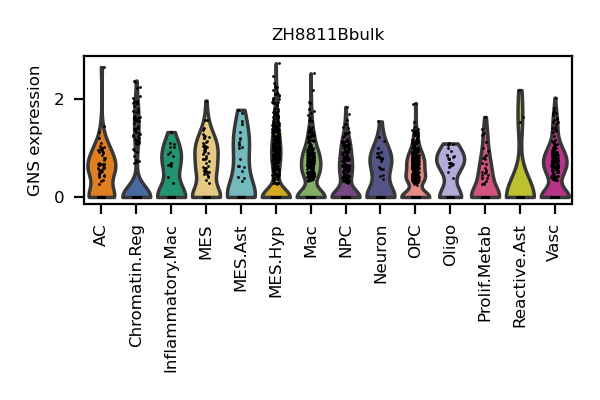 ZH8811Bbulk
GNS expression
2
0
AC
Chromatin.Reg
Inflammatory.Mac
MES
MES.Ast
MES.Hyp
Mac
NPC
Neuron
OPC
Oligo
Prolif.Metab
Reactive.Ast
Vasc